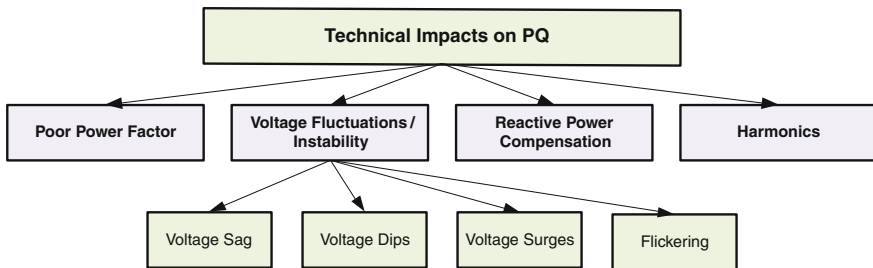 Technical Impacts on PQ
Poor Power Factor
Voltage Fluctuations /
Instability
Reactive Power
Compensation
Harmonics
Voltage Sag
Voltage Dips
Voltage Surges
Flickering